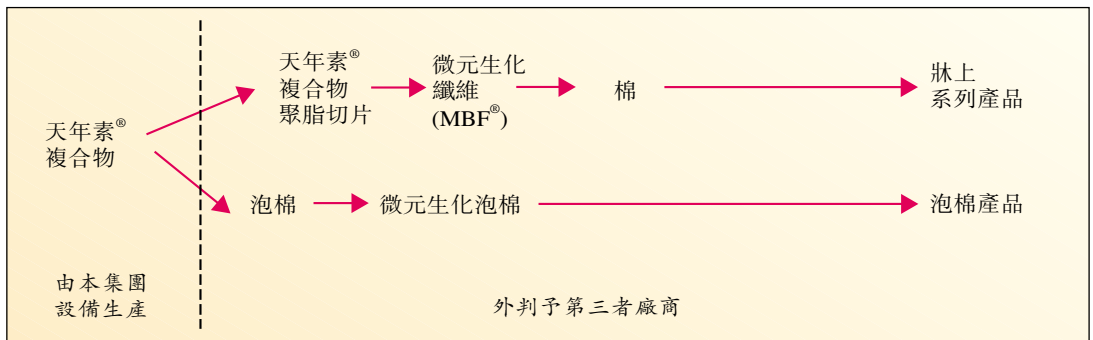 天年素®
複合物
天年素®
複合物
聚脂切片
微元生化
纖維
(MBF®)
棉
牀上
系列產品
泡棉
微元生化泡棉
泡棉產品
由本集團
設備生產
外判予第三者廠商